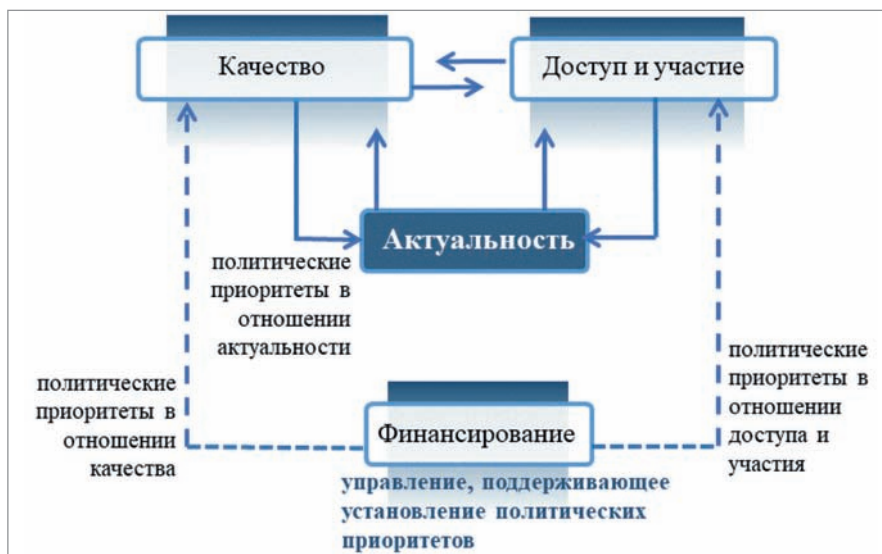 Качество
Доступ и участие
Актуальность
политические
приоритеты в
отношении
актуальности
политические
приоритеты в
отношении
качества
политические
приоритеты в
отношении
доступа и
участия
Финансирование
управление, поддерживающее
установление политических
приоритетов